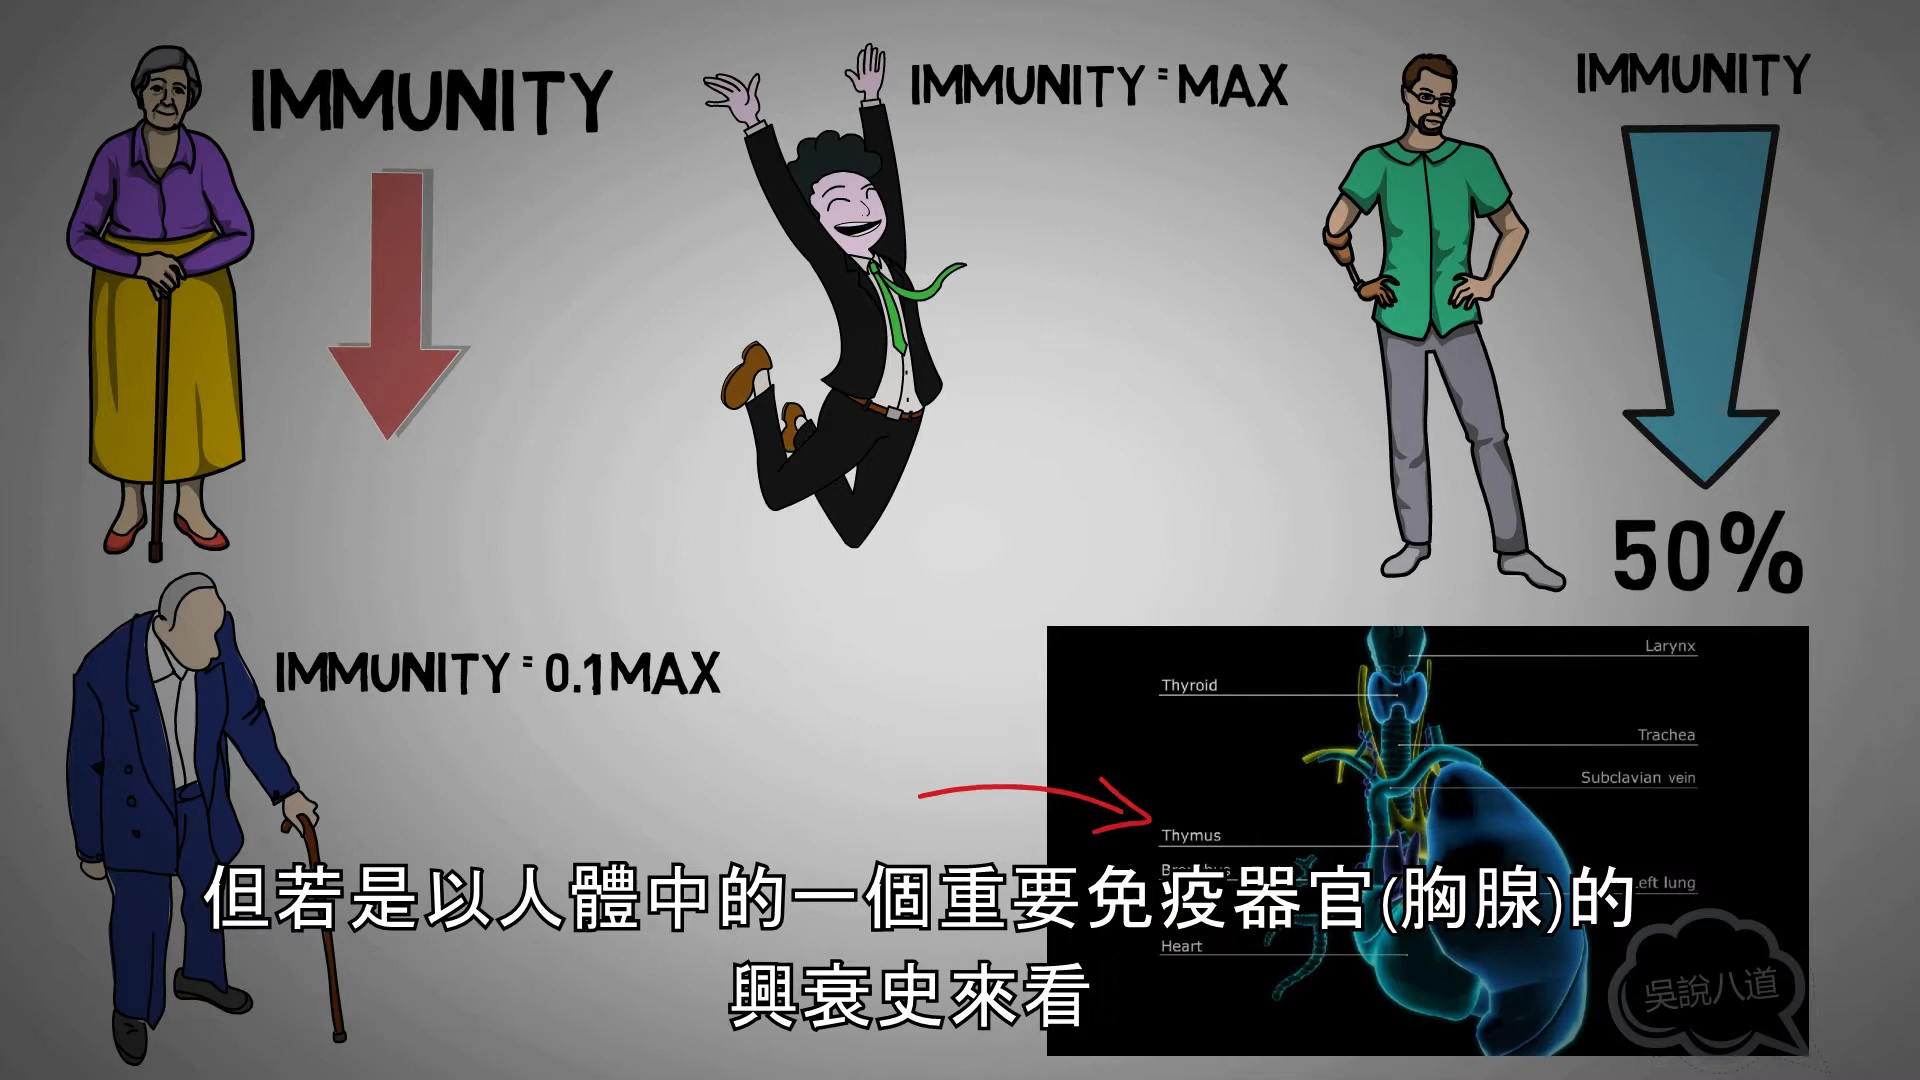 IMMUNITY
IMMUNITY = MAX
IMMUNITY
50%
IMMUNITY = 0.1MAX
Larynx
Thyroid
Trachea
Subclavian vein
Thymus
Left lung
Heart
但若是以人體中的一個重要免疫器官(胸腺)的
興衰史來看
吳說八道